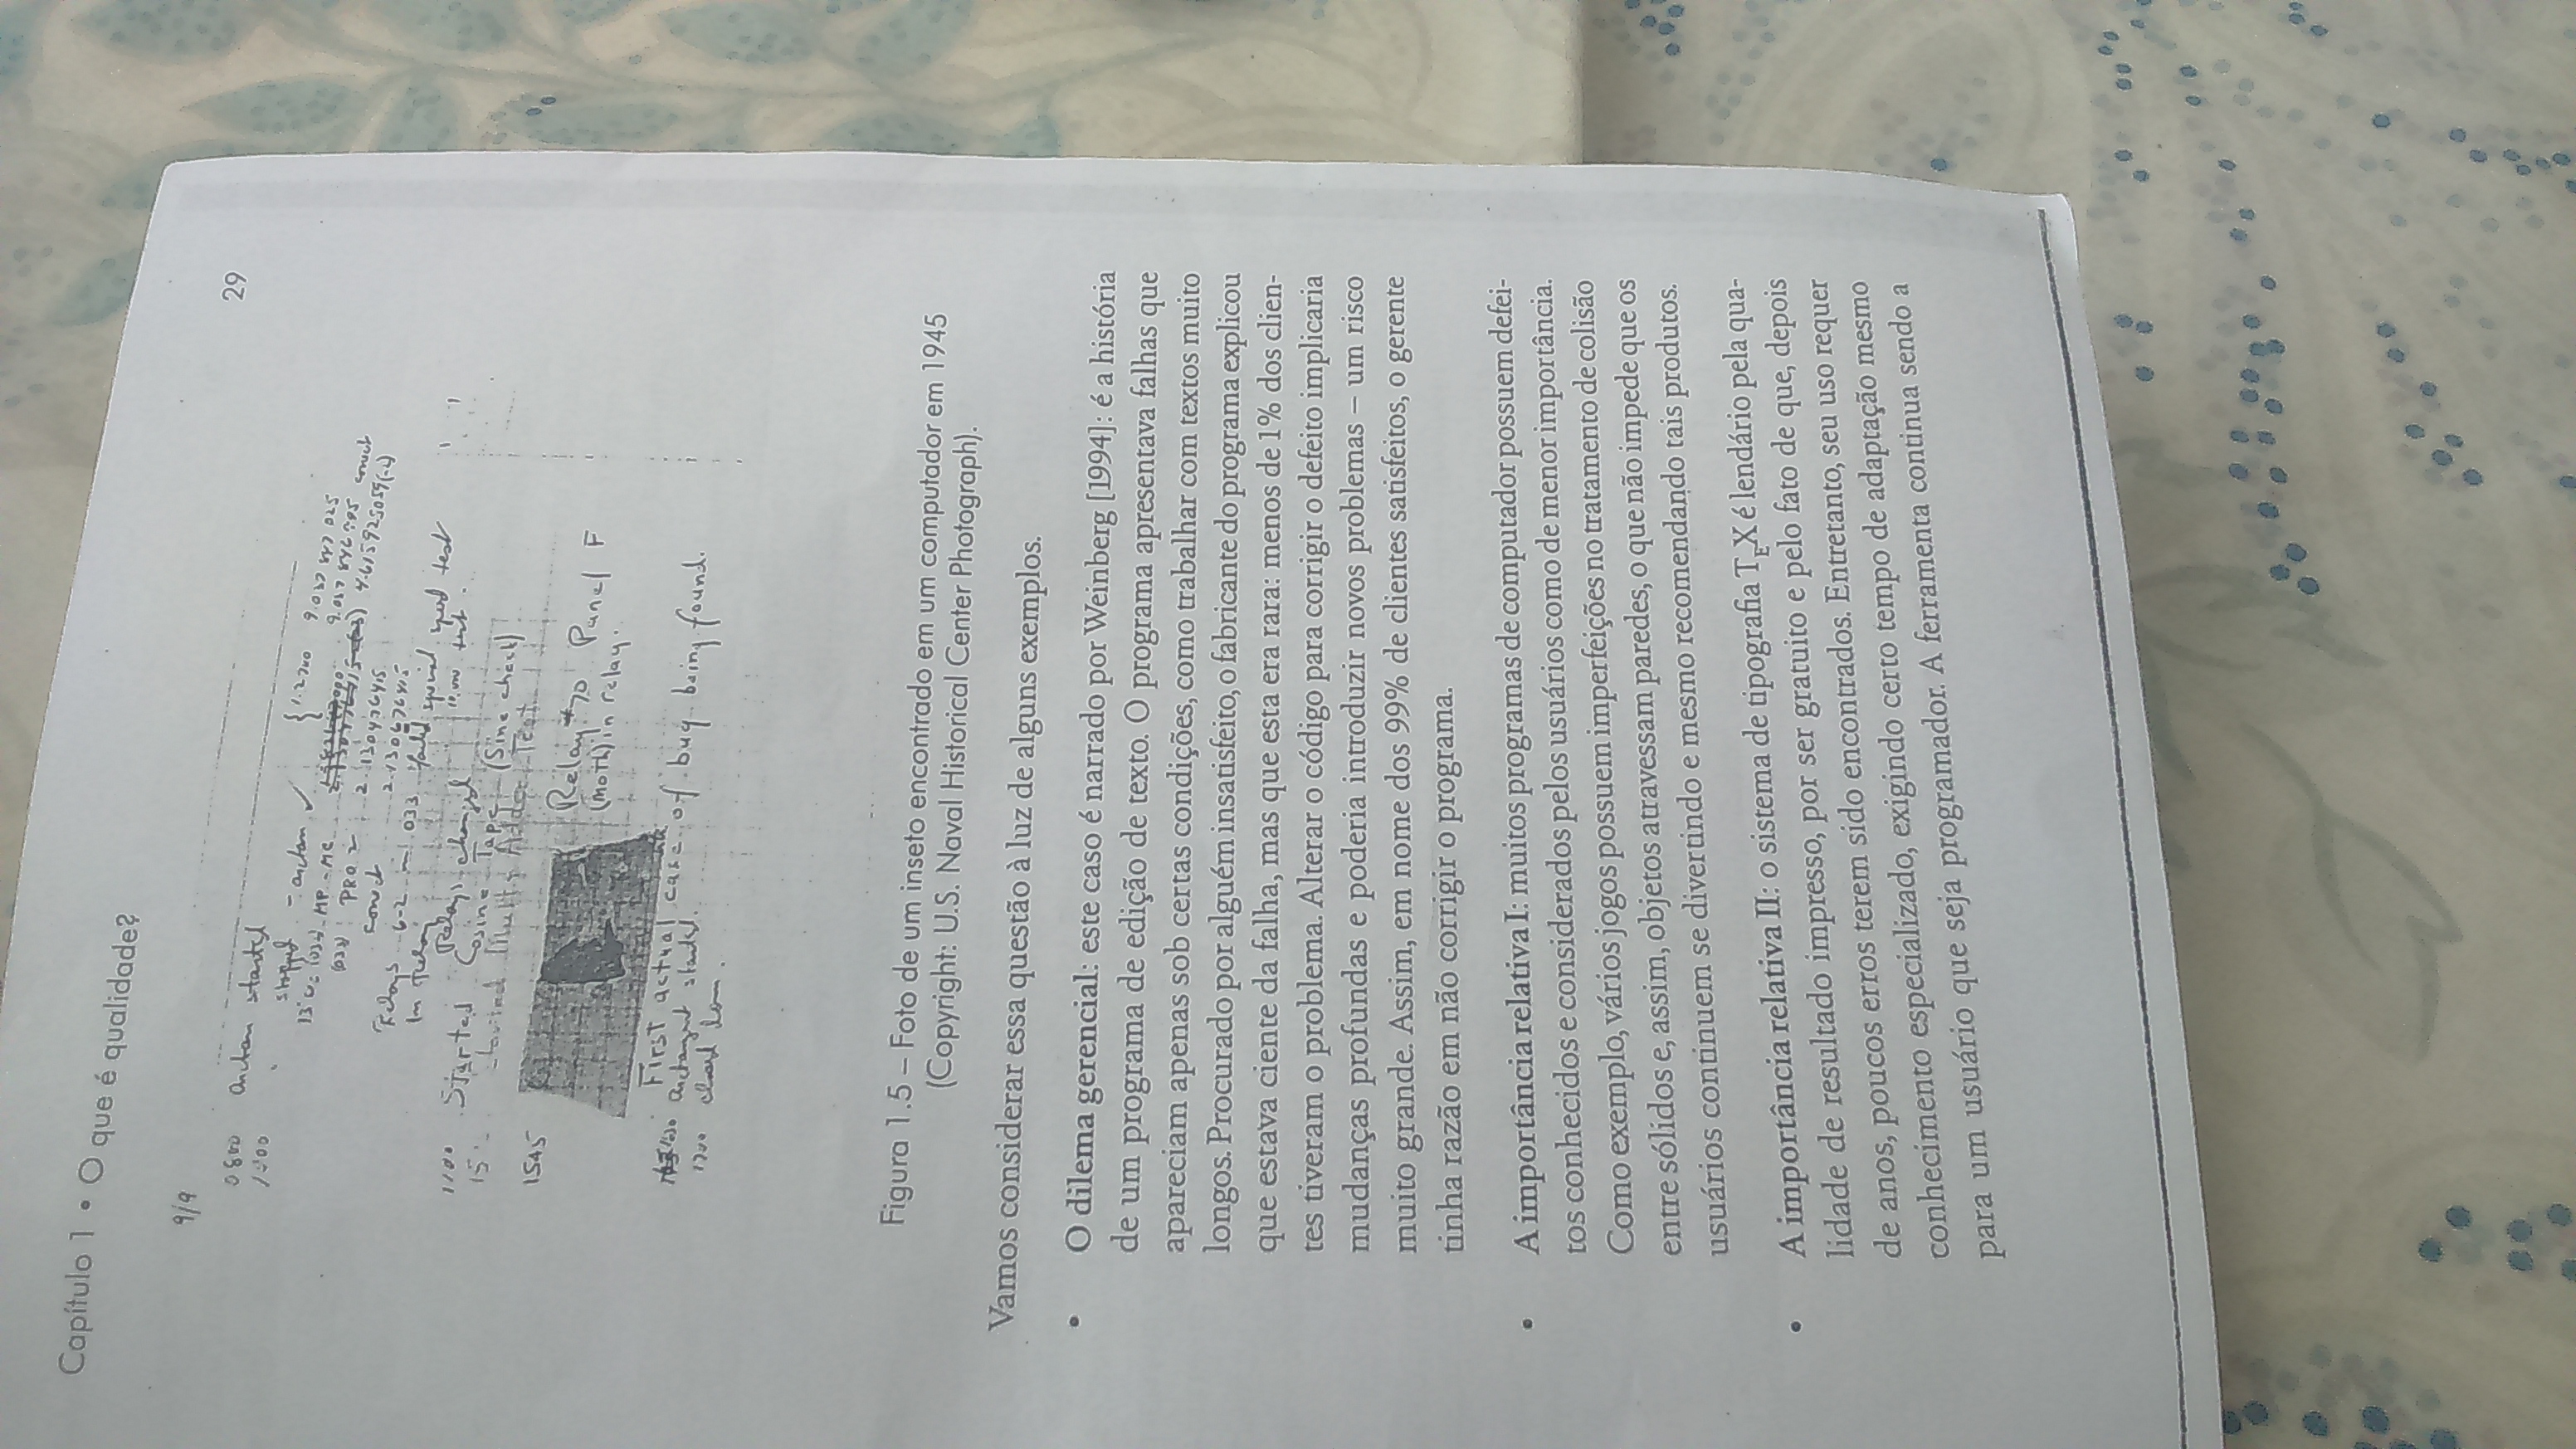 Capítulo 1 • O que é qualidade?
29
9/9
0800 antan started
1000 stopped - antan ✓ { 1.2700 9.037 847 025
9.037 846 995 correct
13"uc (032) MP-MC 4.615925059(-2)
(033) PRO 2 2.130476415
correct 2.130676415
Relays 6-2 in 033 failed special speed test
In Relay 10.000 test.
Relays changed
1100 Started Cosine Tape (Sine check)
15 Started Multi Adder Test
1545 Relay #70 Panel F
(moth) in relay.
First actual case of bug being found.
1630 antangent started.
1700 closed down.
Figura 1.5 – Foto de um inseto encontrado em um computador em 1945
(Copyright: U.S. Naval Historical Center Photograph).
Vamos considerar essa questão à luz de alguns exemplos.
• O dilema gerencial: este caso é narrado por Weinberg [1994]: é a história
de um programa de edição de texto. O programa apresentava falhas que
apareciam apenas sob certas condições, como trabalhar com textos muito
longos. Procurado por alguém insatisfeito, o fabricante do programa explicou
que estava ciente da falha, mas que esta era rara: menos de 1% dos clien-
tes tiveram o problema. Alterar o código para corrigir o defeito implicaria
mudanças profundas e poderia introduzir novos problemas – um risco
muito grande. Assim, em nome dos 99% de clientes satisfeitos, o gerente
tinha razão em não corrigir o programa.
• A importância relativa I: muitos programas de computador possuem defei-
tos conhecidos e considerados pelos usuários como de menor importância.
Como exemplo, vários jogos possuem imperfeições no tratamento de colisão
entre sólidos e, assim, objetos atravessam paredes, o que não impede que os
usuários continuem se divertindo e mesmo recomendando tais produtos.
• A importância relativa II: o sistema de tipografia TEX é lendário pela qua-
lidade de resultado impresso, por ser gratuito e pelo fato de que, depois
de anos, poucos erros terem sido encontrados. Entretanto, seu uso requer
conhecimento especializado, exigindo certo tempo de adaptação mesmo
para um usuário que seja programador. A ferramenta continua sendo a